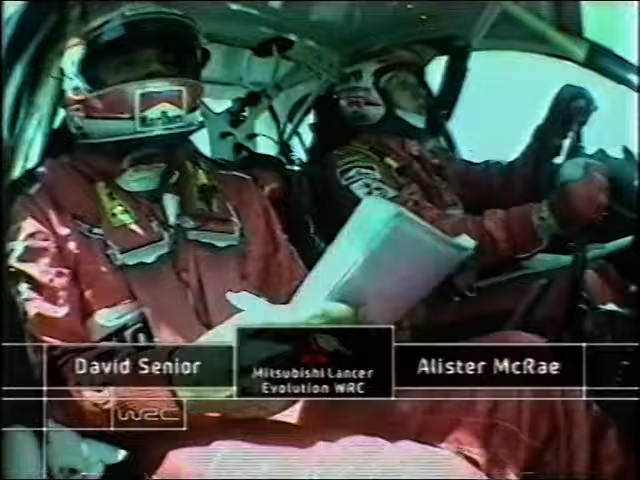 David Senior
Mitsubishi Lancer
Evolution WRC
Alister McRae
WRC